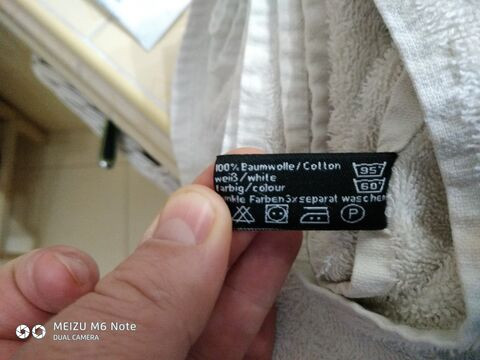 100% Baumwolle/Cotton 95
weiß/white
farbig/colour 60
dunkle Farben 3x separat waschen
P
MEIZU M6 Note
DUAL CAMERA